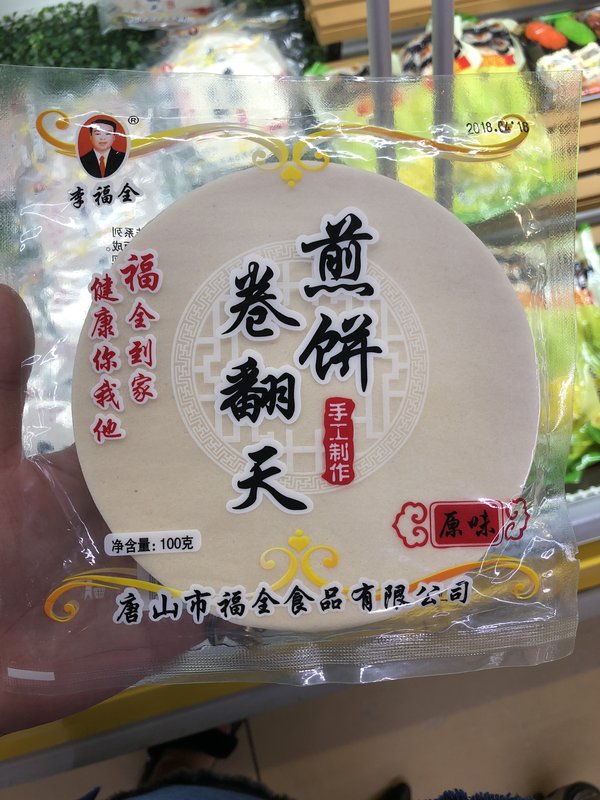 李福全
®
2018.04.18
煎饼
卷翻天
手工制作
福全到家
健康你我他
原味
净含量: 100克
唐山市福全食品有限公司